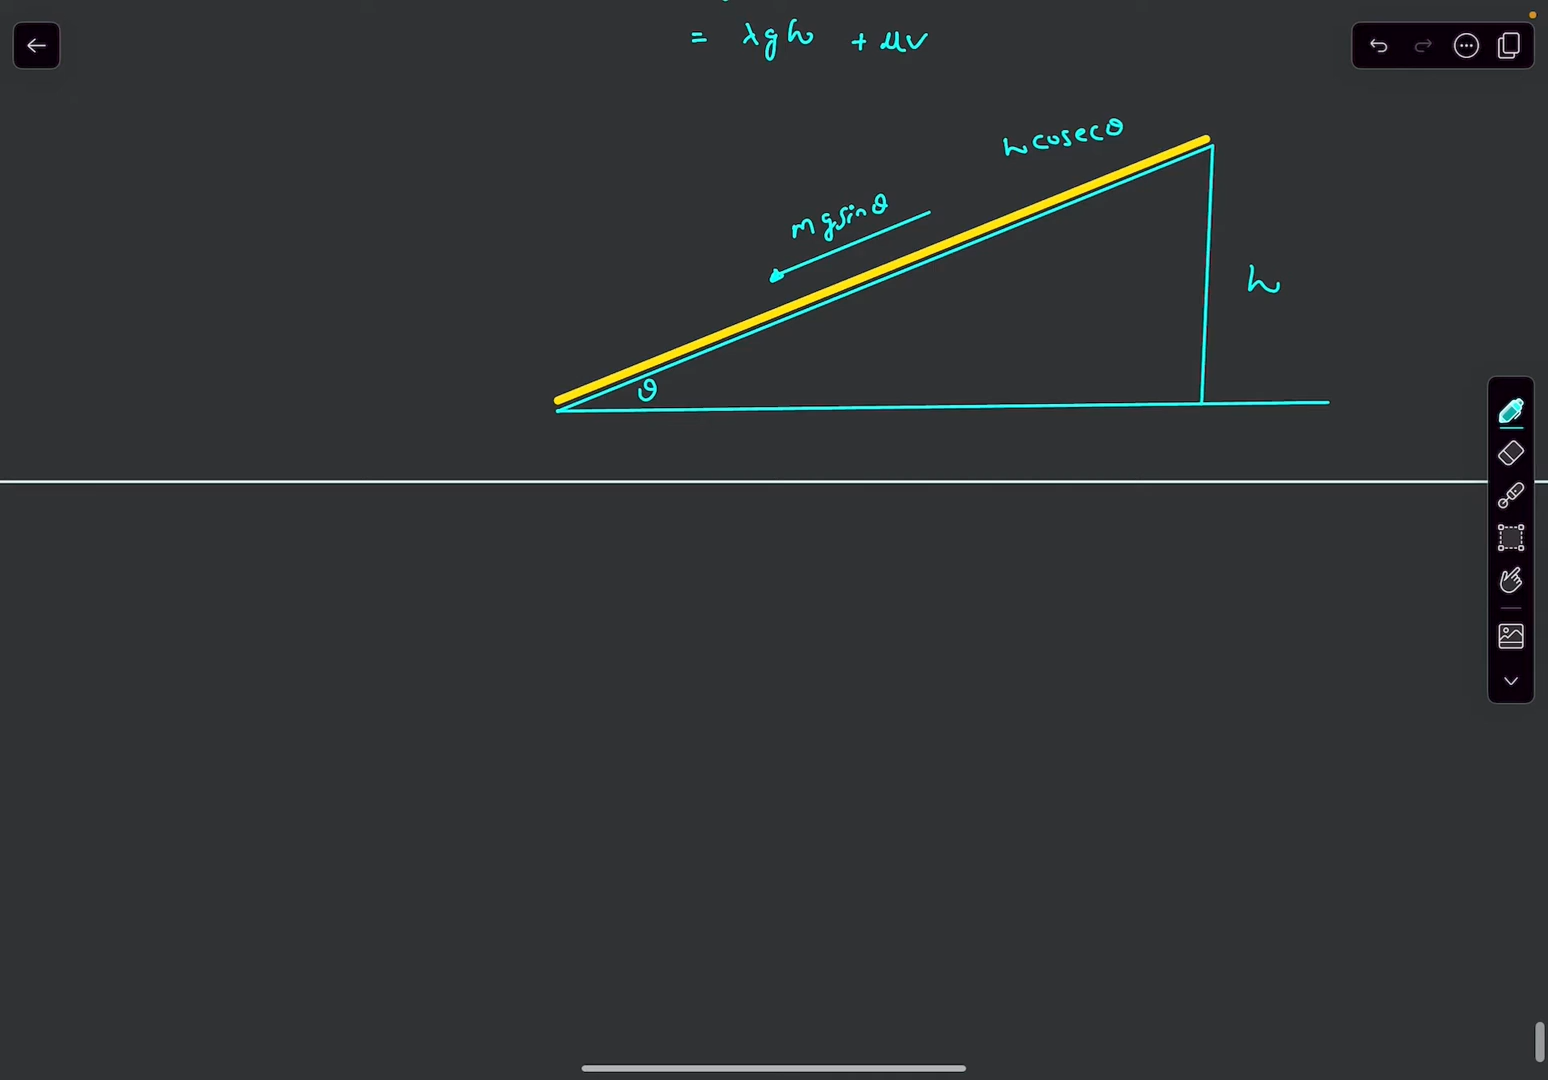 = λgh + μv
h cosecθ
mg sinθ
h
θ